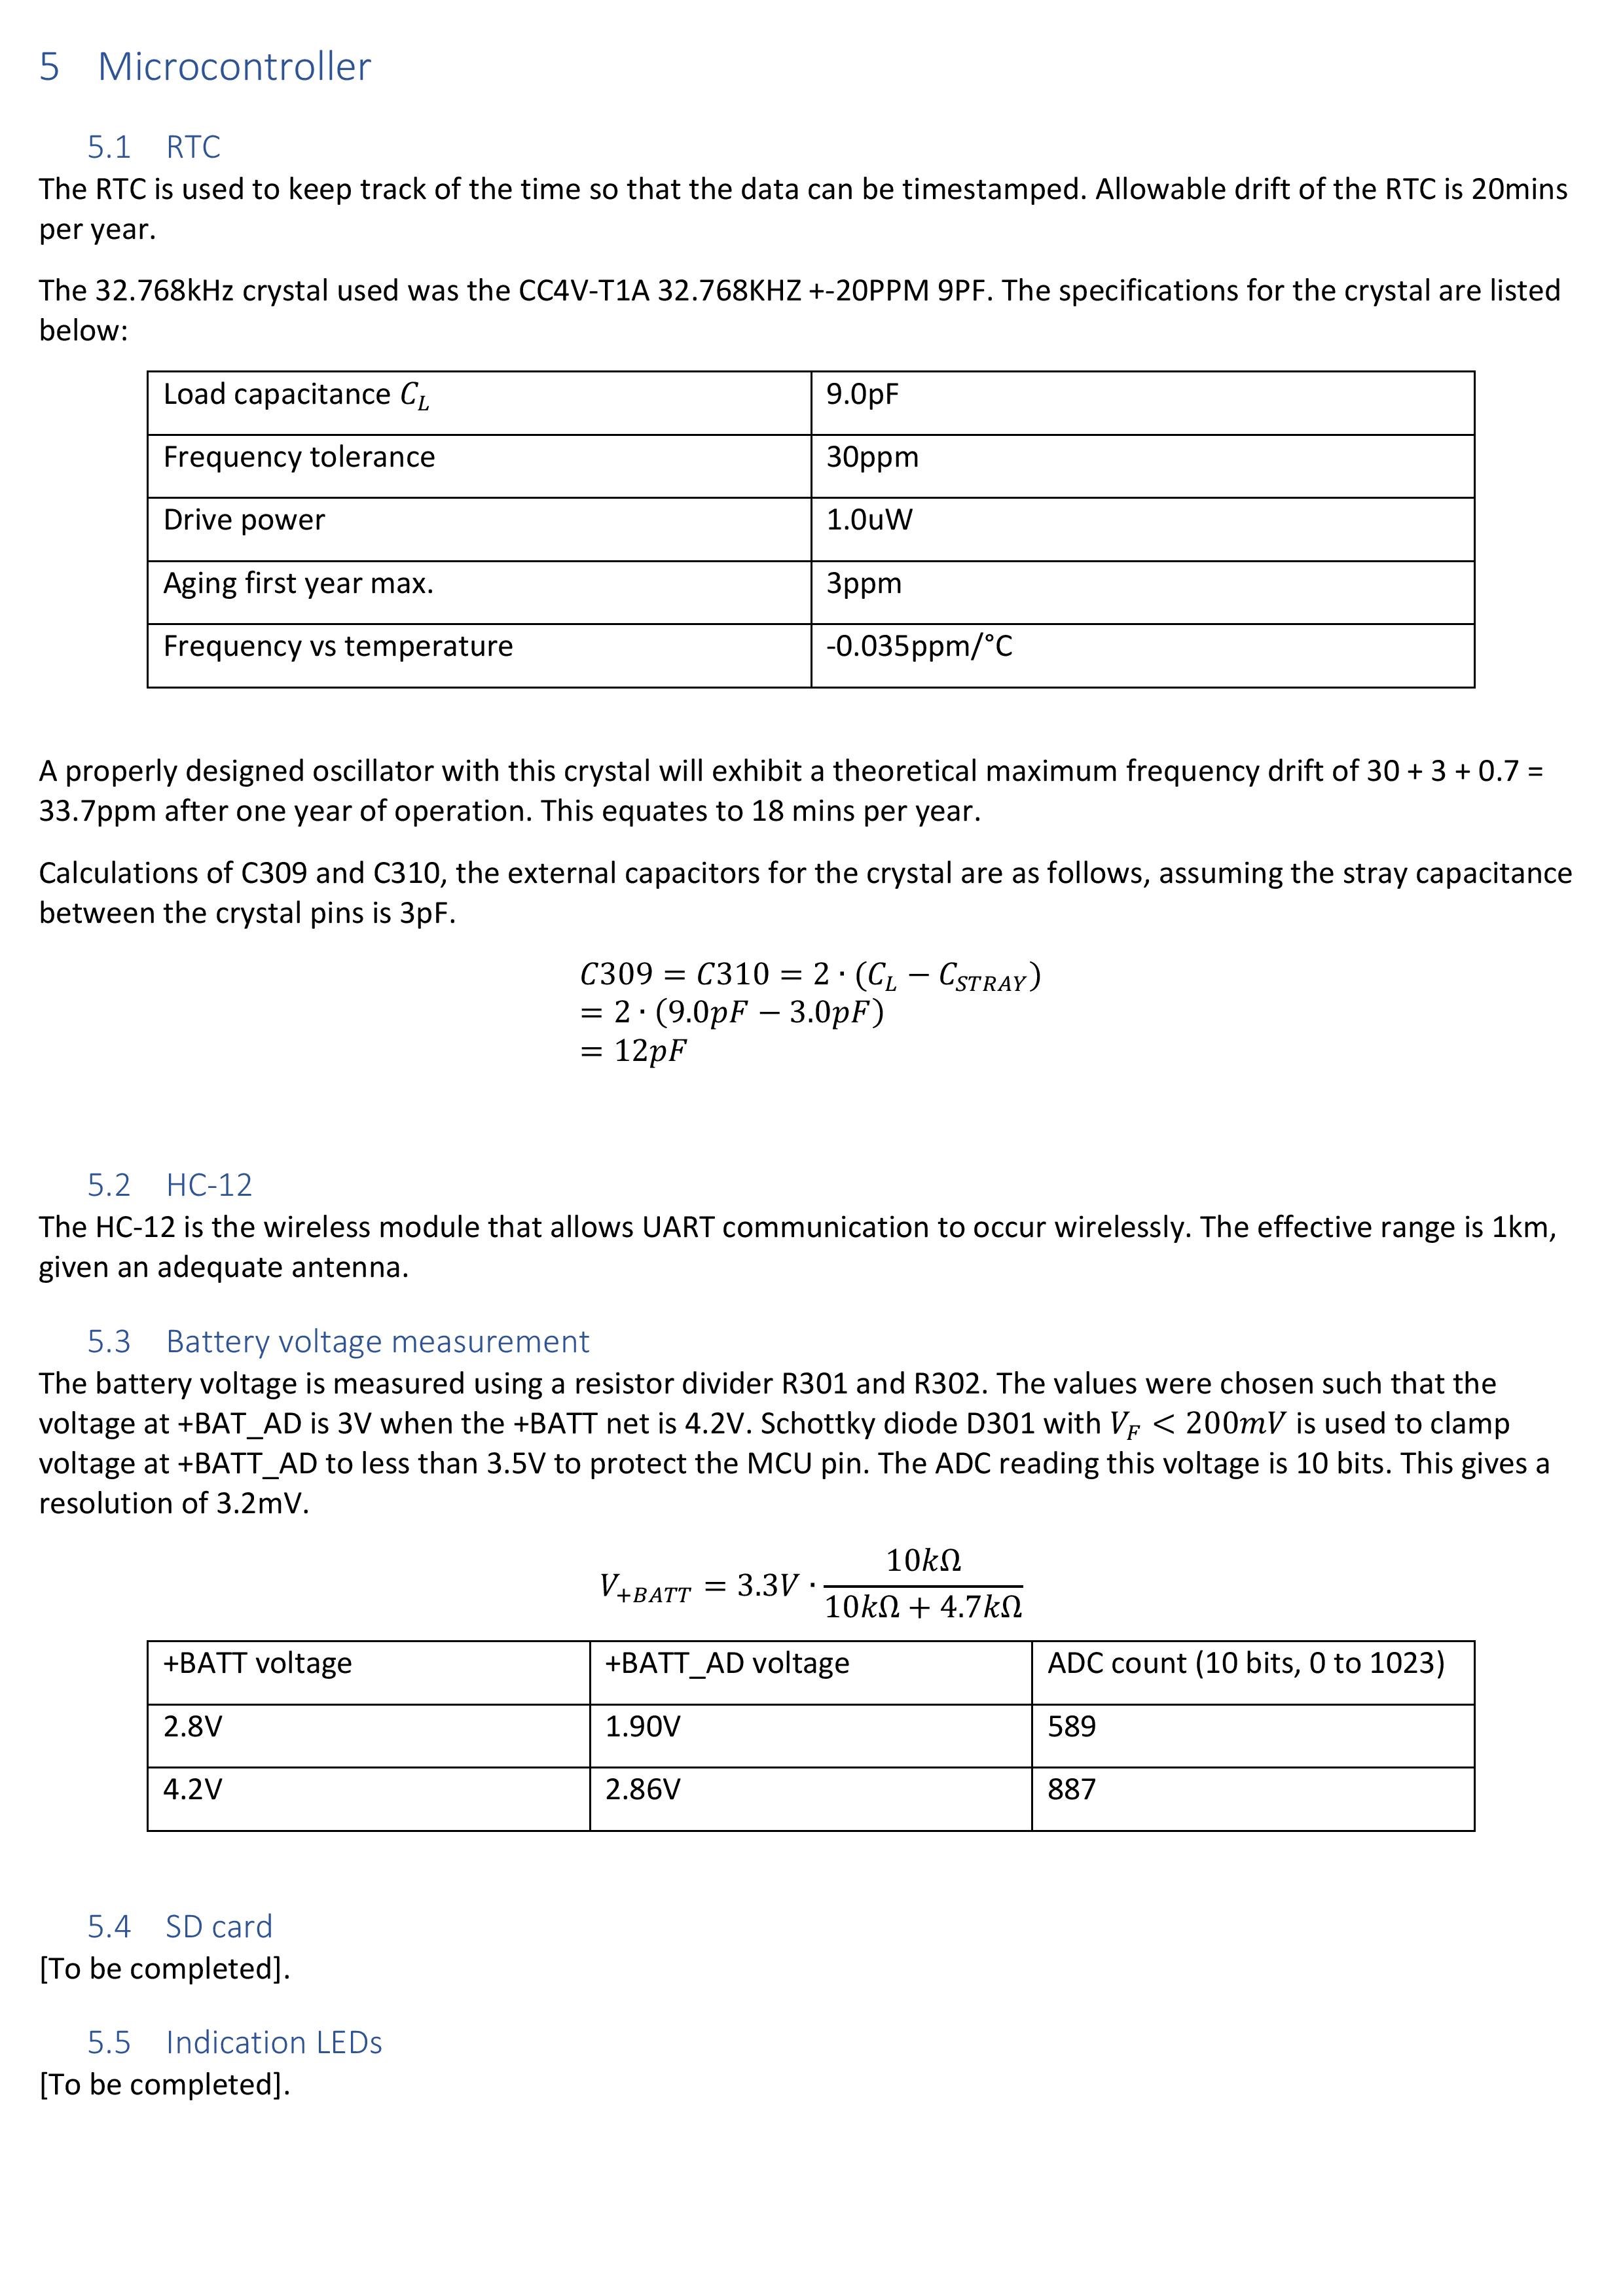 5 Microcontroller
5.1 RTC
The RTC is used to keep track of the time so that the data can be timestamped. Allowable drift of the RTC is 20mins
per year.
The 32.768kHz crystal used was the CC4V-T1A 32.768KHZ +-20PPM 9PF. The specifications for the crystal are listed
below:
Load capacitance C_L 9.0pF
Frequency tolerance 30ppm
Drive power 1.0uW
Aging first year max. 3ppm
Frequency vs temperature -0.035ppm/°C
A properly designed oscillator with this crystal will exhibit a theoretical maximum frequency drift of 30 + 3 + 0.7 =
33.7ppm after one year of operation. This equates to 18 mins per year.
Calculations of C309 and C310, the external capacitors for the crystal are as follows, assuming the stray capacitance
between the crystal pins is 3pF.
C309 = C310 = 2 · (C_L − C_STRAY)
= 2 · (9.0pF − 3.0pF)
= 12pF
5.2 HC-12
The HC-12 is the wireless module that allows UART communication to occur wirelessly. The effective range is 1km,
given an adequate antenna.
5.3 Battery voltage measurement
The battery voltage is measured using a resistor divider R301 and R302. The values were chosen such that the
voltage at +BAT_AD is 3V when the +BATT net is 4.2V. Schottky diode D301 with V_F < 200mV is used to clamp
voltage at +BATT_AD to less than 3.5V to protect the MCU pin. The ADC reading this voltage is 10 bits. This gives a
resolution of 3.2mV.
10kΩ
V_+BATT = 3.3V ·
10kΩ + 4.7kΩ
+BATT voltage +BATT_AD voltage ADC count (10 bits, 0 to 1023)
2.8V 1.90V 589
4.2V 2.86V 887
5.4 SD card
[To be completed].
5.5 Indication LEDs
[To be completed].